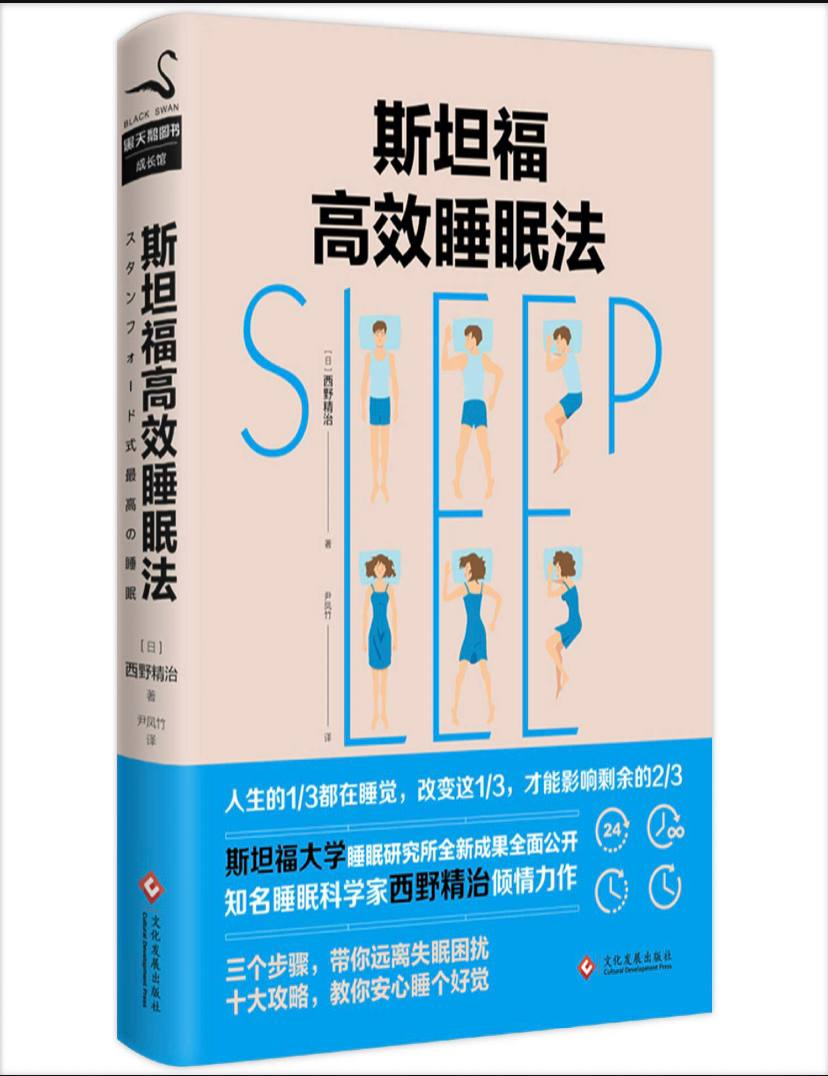 BLACK SWAN
黑天鹅图书
成长馆
斯坦福高效睡眠法
スタンフォード式最高の睡眠
[日]
西野精治
著
尹凤竹
译
文化发展出版社
Cultural Development Press
斯坦福
高效睡眠法
SLEEP
[日]西野精治 著
尹凤竹 译
人生的1/3都在睡觉，改变这1/3，才能影响剩余的2/3
斯坦福大学睡眠研究所全新成果全面公开
知名睡眠科学家西野精治倾情力作
24
∞
三个步骤，带你远离失眠困扰
十大攻略，教你安心睡个好觉
文化发展出版社
Cultural Development Press